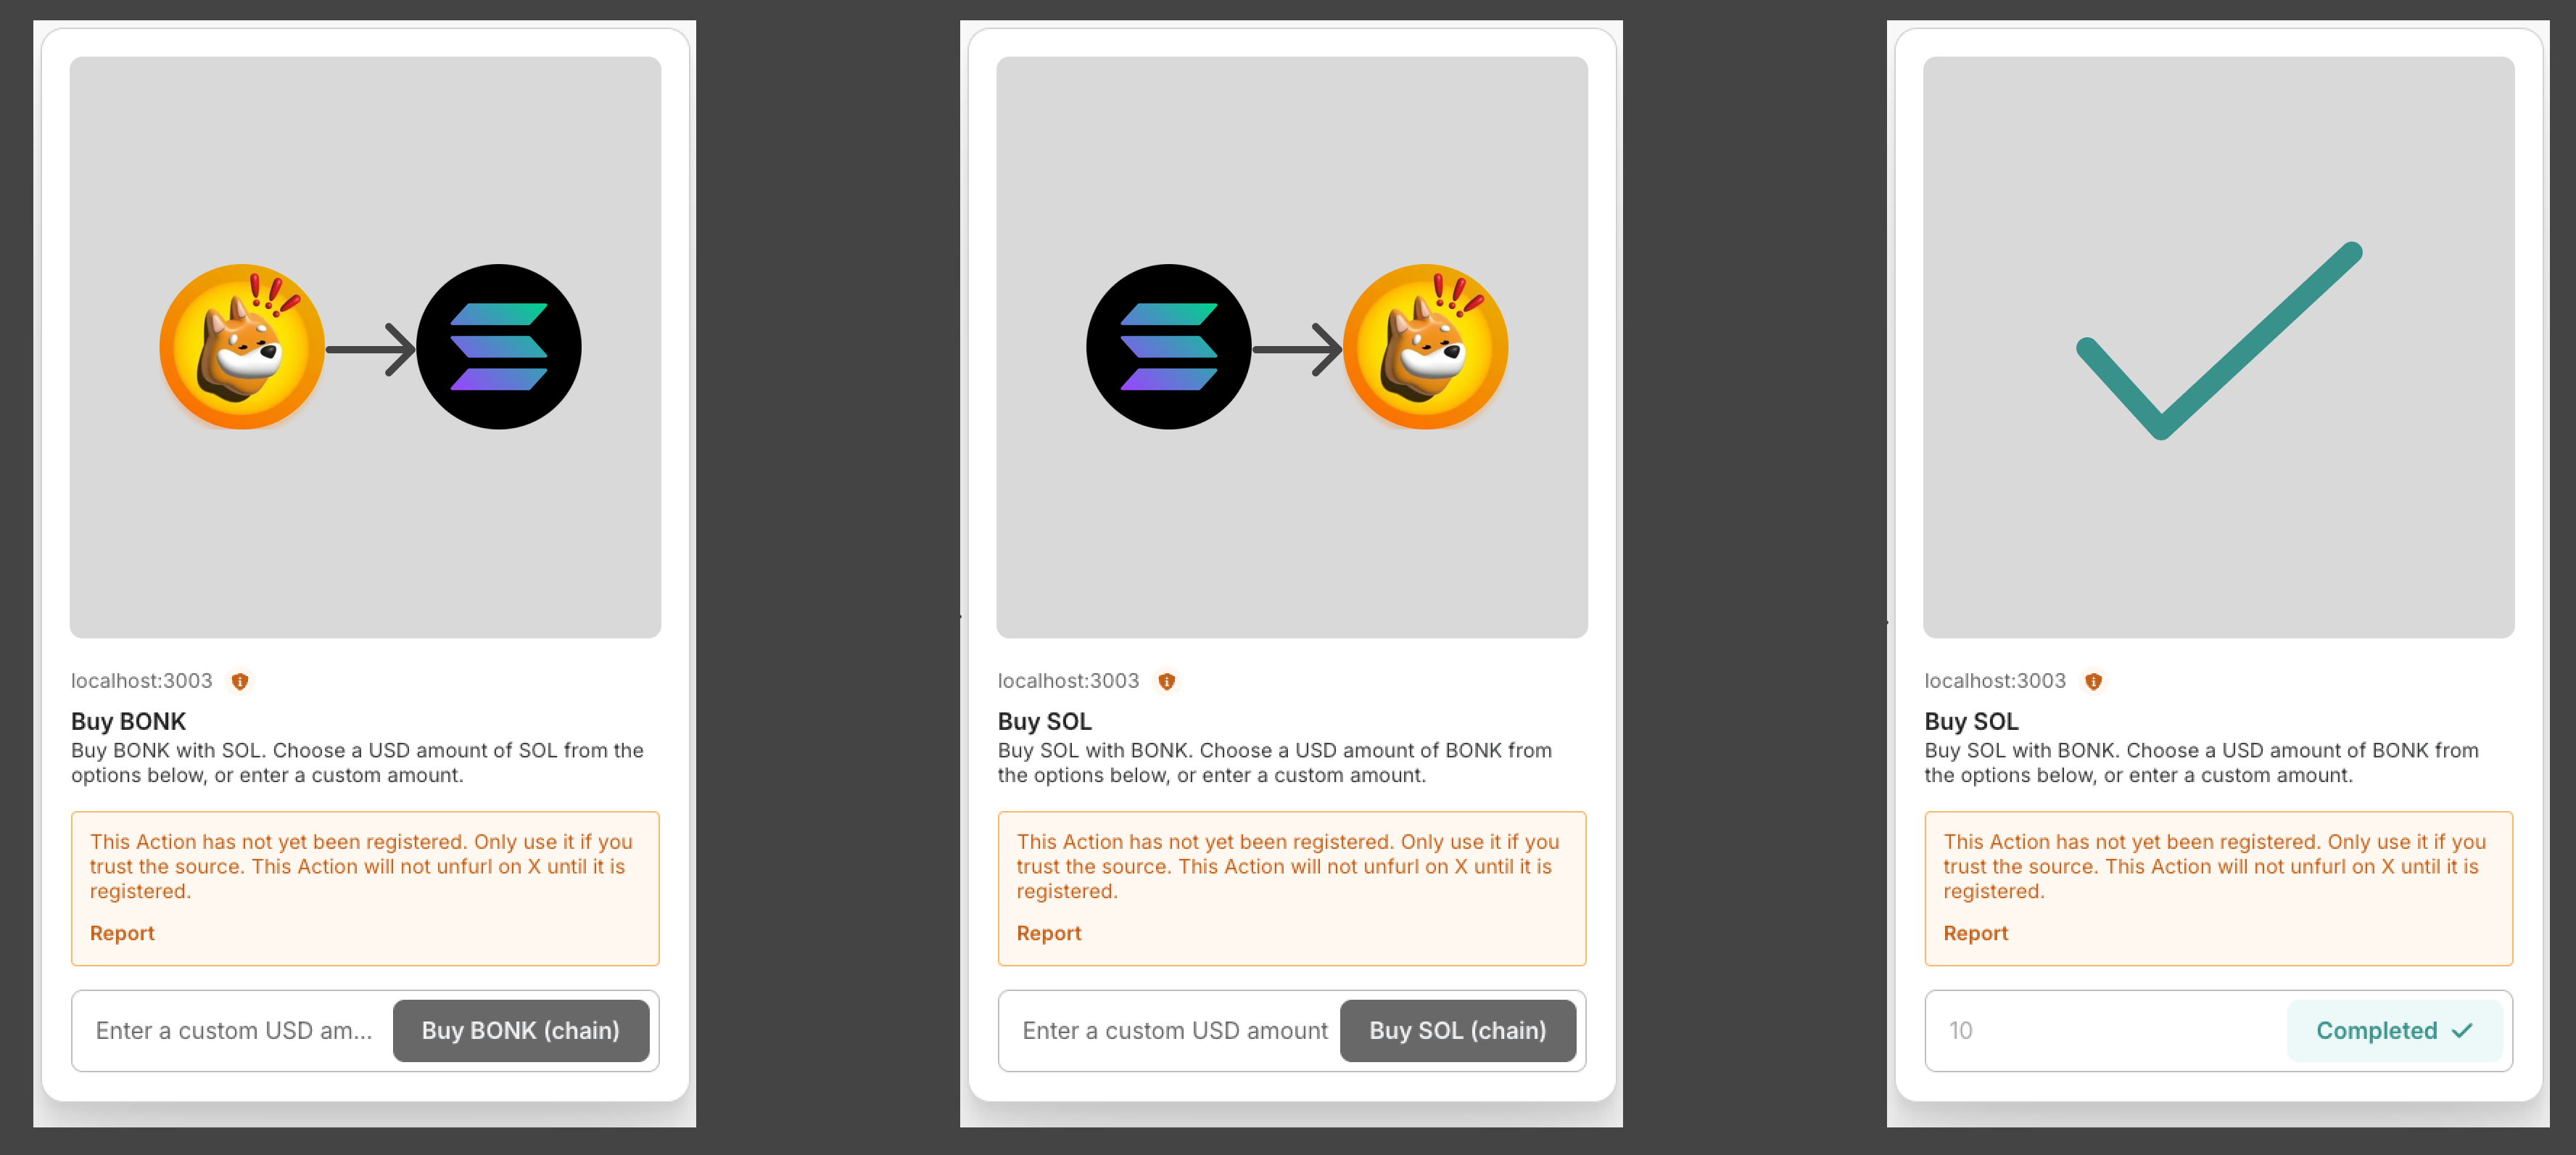 localhost:3003
Buy BONK
Buy BONK with SOL. Choose a USD amount of SOL from the
options below, or enter a custom amount.
This Action has not yet been registered. Only use it if you
trust the source. This Action will not unfurl on X until it is
registered.
Report
Enter a custom USD am...
Buy BONK (chain)
localhost:3003
Buy SOL
Buy SOL with BONK. Choose a USD amount of BONK from
the options below, or enter a custom amount.
This Action has not yet been registered. Only use it if you
trust the source. This Action will not unfurl on X until it is
registered.
Report
Enter a custom USD amount
Buy SOL (chain)
localhost:3003
Buy SOL
Buy SOL with BONK. Choose a USD amount of BONK from
the options below, or enter a custom amount.
This Action has not yet been registered. Only use it if you
trust the source. This Action will not unfurl on X until it is
registered.
Report
10
Completed